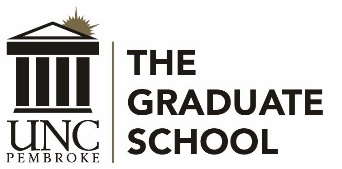 UNC
PEMBROKE
THE
GRADUATE
SCHOOL